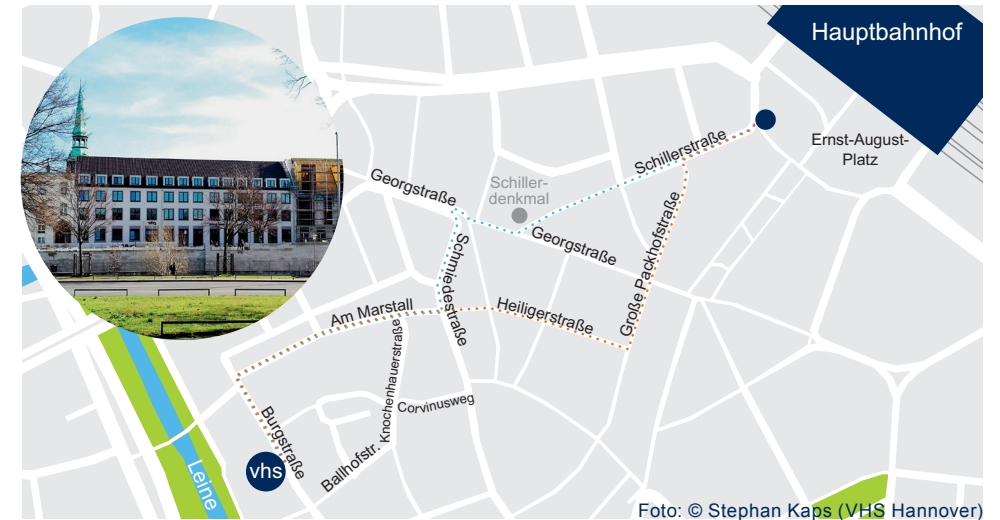 Hauptbahnhof
Ernst-August-
Platz
Schillerstraße
Georgstraße
Schiller-
denkmal
Georgstraße
Große Packhofstraße
Schmiedestraße
Am Marstall
Heiligerstraße
Knochenhauerstraße
Corvinusweg
Burgstraße
Ballhofstr.
vhs
Leine
Foto: © Stephan Kaps (VHS Hannover)